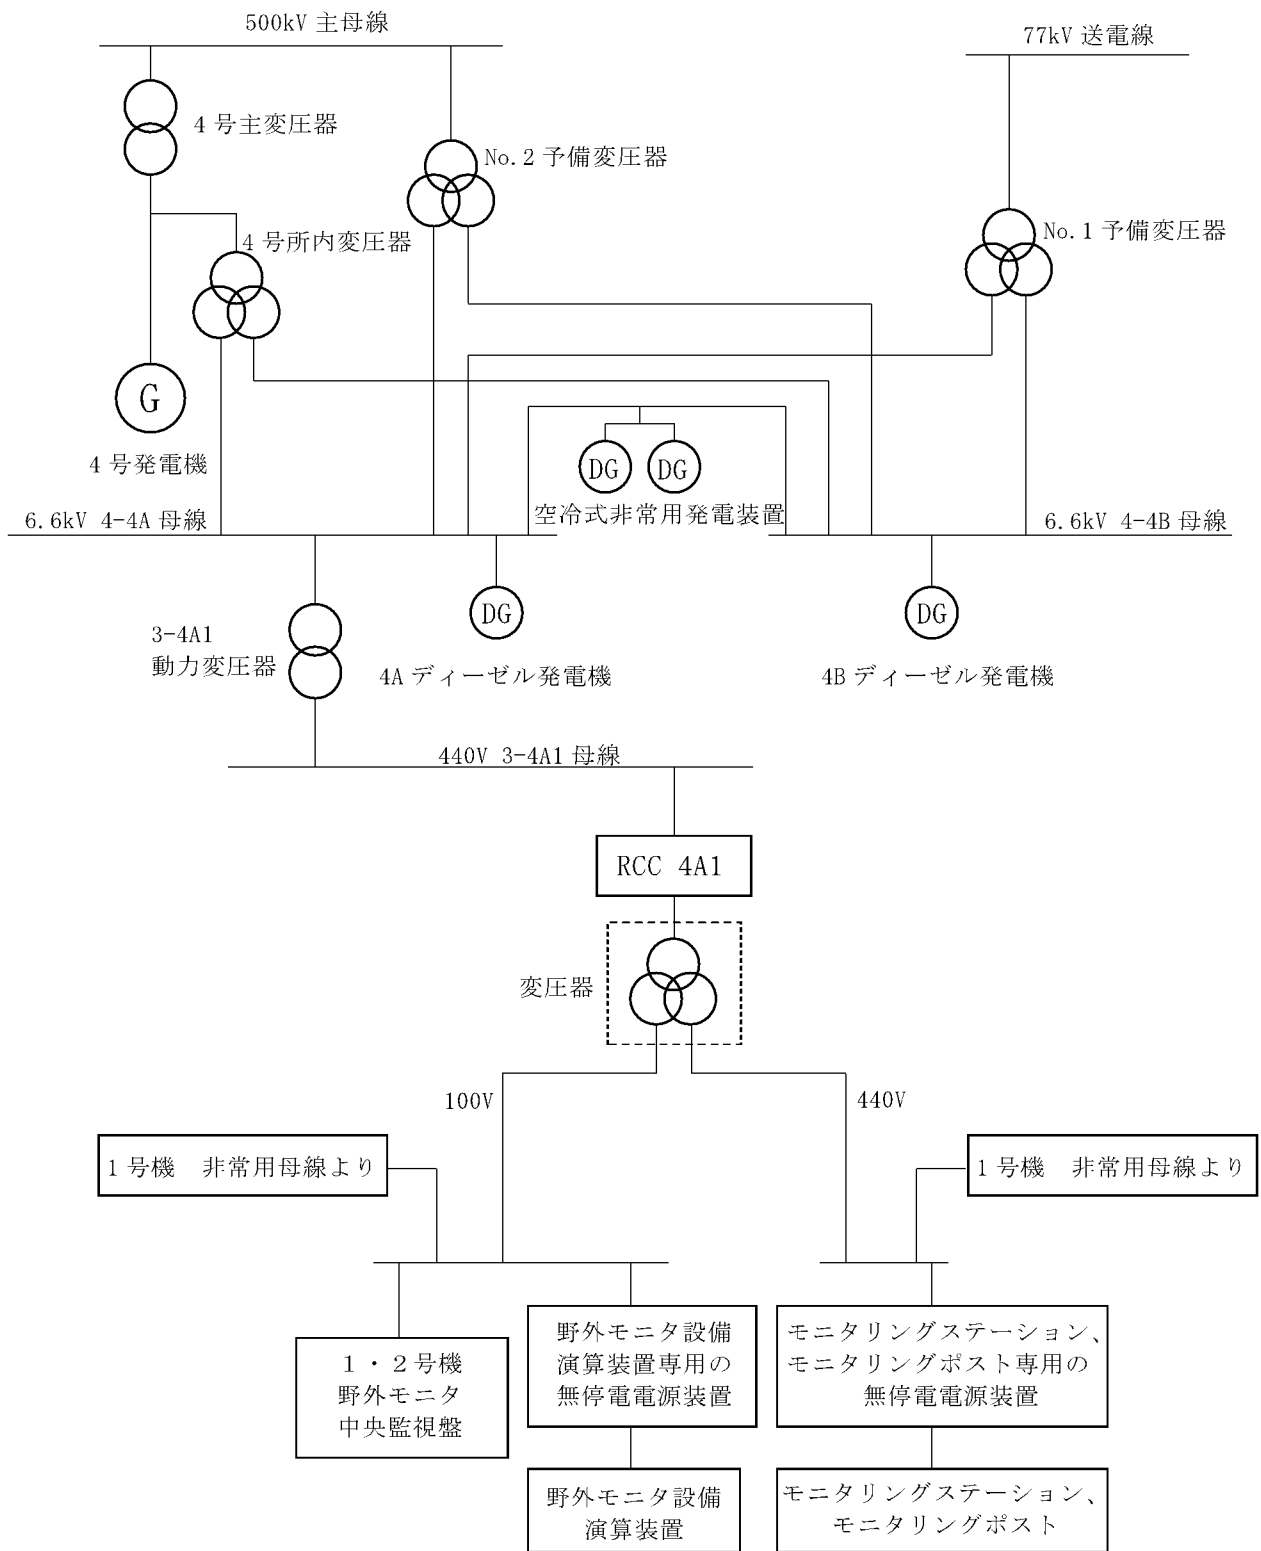 500kV 主母線
77kV 送電線
4号主変圧器
No.2 予備変圧器
No.1 予備変圧器
4号所内変圧器
G
4号発電機
DG
DG
空冷式非常用発電装置
6.6kV 4-4A 母線
6.6kV 4-4B 母線
DG
DG
3-4A1
動力変圧器
4A ディーゼル発電機
4B ディーゼル発電機
440V 3-4A1 母線
RCC 4A1
変圧器
100V
440V
1号機　非常用母線より
1号機　非常用母線より
1・2号機
野外モニタ
中央監視盤
野外モニタ設備
演算装置専用の
無停電電源装置
モニタリングステーション、
モニタリングポスト専用の
無停電電源装置
野外モニタ設備
演算装置
モニタリングステーション、
モニタリングポスト